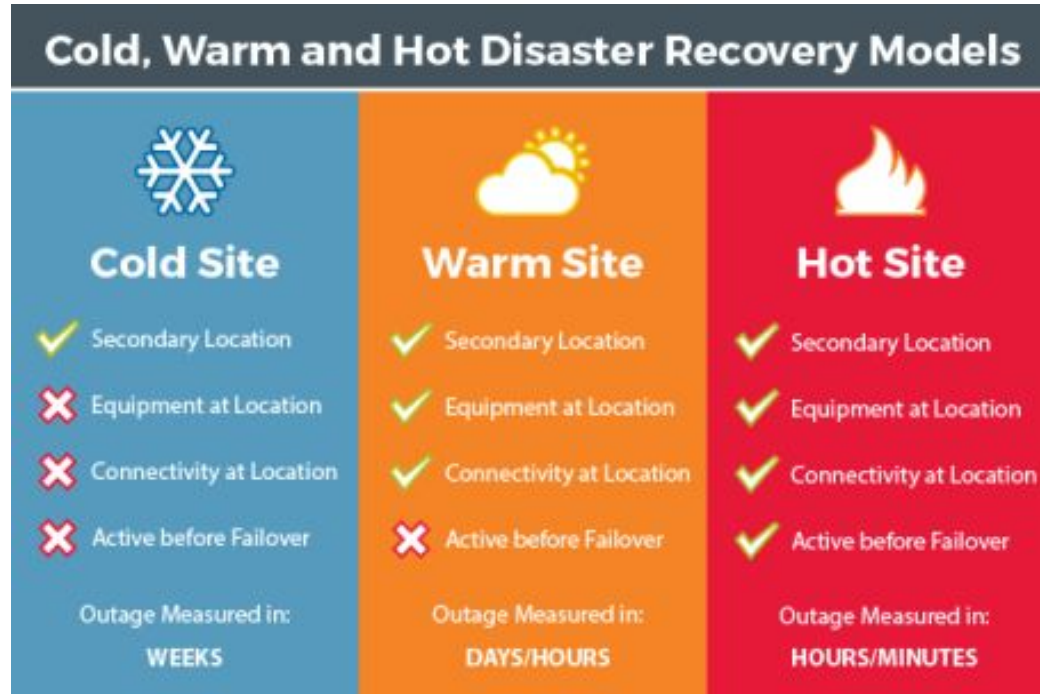 Cold, Warm and Hot Disaster Recovery Models
Cold Site
Secondary Location
Equipment at Location
Connectivity at Location
Active before Failover
Outage Measured in:
WEEKS
Warm Site
Secondary Location
Equipment at Location
Connectivity at Location
Active before Failover
Outage Measured in:
DAYS/HOURS
Hot Site
Secondary Location
Equipment at Location
Connectivity at Location
Active before Failover
Outage Measured in:
HOURS/MINUTES